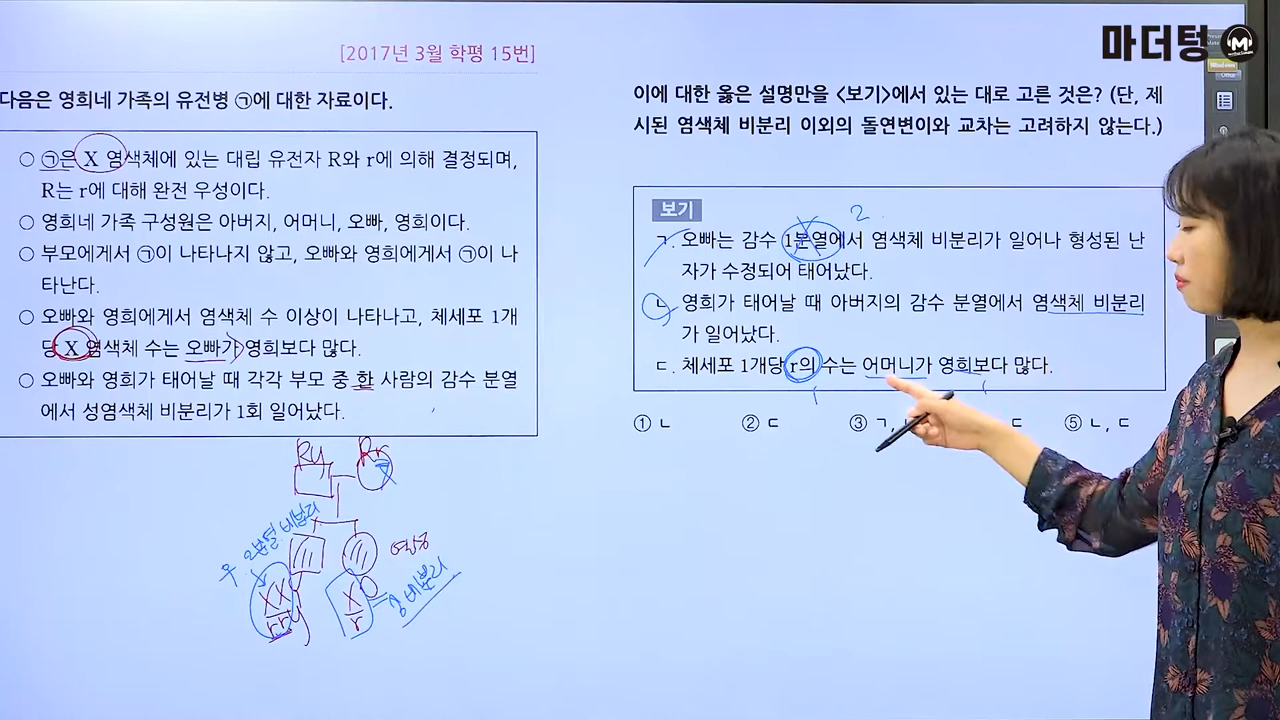 마더텅
[2017년 3월 학평 15번]
다음은 영희네 가족의 유전병 ㉠에 대한 자료이다.
○ ㉠은 X 염색체에 있는 대립 유전자 R와 r에 의해 결정되며,
R는 r에 대해 완전 우성이다.
○ 영희네 가족 구성원은 아버지, 어머니, 오빠, 영희이다.
○ 부모에게서 ㉠이 나타나지 않고, 오빠와 영희에게서 ㉠이 나
타난다.
○ 오빠와 영희에게서 염색체 수 이상이 나타나고, 체세포 1개
당 X 염색체 수는 오빠가 영희보다 많다.
○ 오빠와 영희가 태어날 때 각각 부모 중 한 사람의 감수 분열
에서 성염색체 비분리가 1회 일어났다.
Ry Rr
2분열 비분리
우
XX
rr
X
r
비분리
이에 대한 옳은 설명만을 <보기>에서 있는 대로 고른 것은? (단, 제
시된 염색체 비분리 이외의 돌연변이와 교차는 고려하지 않는다.)
보기
2
ㄱ. 오빠는 감수 1분열에서 염색체 비분리가 일어나 형성된 난
자가 수정되어 태어났다.
ㄴ. 영희가 태어날 때 아버지의 감수 분열에서 염색체 비분리
가 일어났다.
ㄷ. 체세포 1개당 r의 수는 어머니가 영희보다 많다.
1 1
① ㄴ ② ㄷ ③ ㄱ, ㄷ ⑤ ㄴ, ㄷ